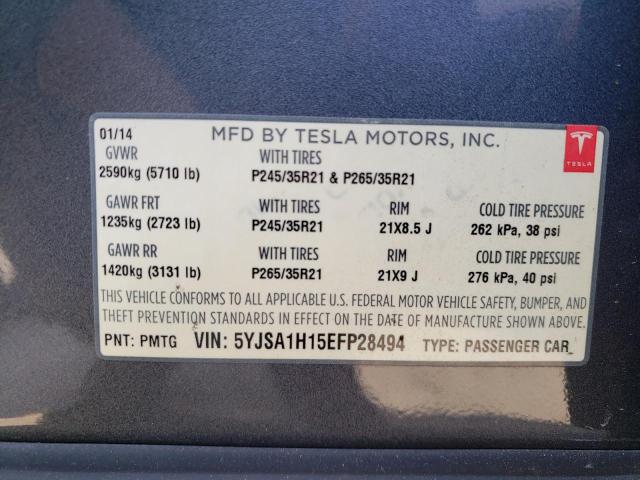 01/14 MFD BY TESLA MOTORS, INC.
TESLA
GVWR WITH TIRES
2590kg (5710 lb) P245/35R21 & P265/35R21
GAWR FRT WITH TIRES RIM COLD TIRE PRESSURE
1235kg (2723 lb) P245/35R21 21X8.5 J 262 kPa, 38 psi
GAWR RR WITH TIRES RIM COLD TIRE PRESSURE
1420kg (3131 lb) P265/35R21 21X9 J 276 kPa, 40 psi
THIS VEHICLE CONFORMS TO ALL APPLICABLE U.S. FEDERAL MOTOR VEHICLE SAFETY, BUMPER, AND
THEFT PREVENTION STANDARDS IN EFFECT ON THE DATE OF MANUFACTURE SHOWN ABOVE.
PNT: PMTG VIN: 5YJSA1H15EFP28494 TYPE: PASSENGER CAR